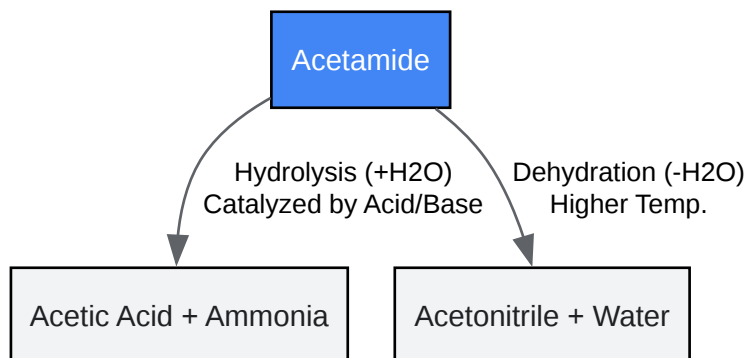 Acetamide
Hydrolysis (+H2O)
Catalyzed by Acid/Base
Dehydration (-H2O)
Higher Temp.
Acetic Acid + Ammonia
Acetonitrile + Water